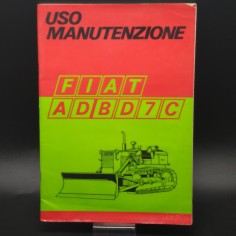 USO
MANUTENZIONE
FIAT
ADBD7C